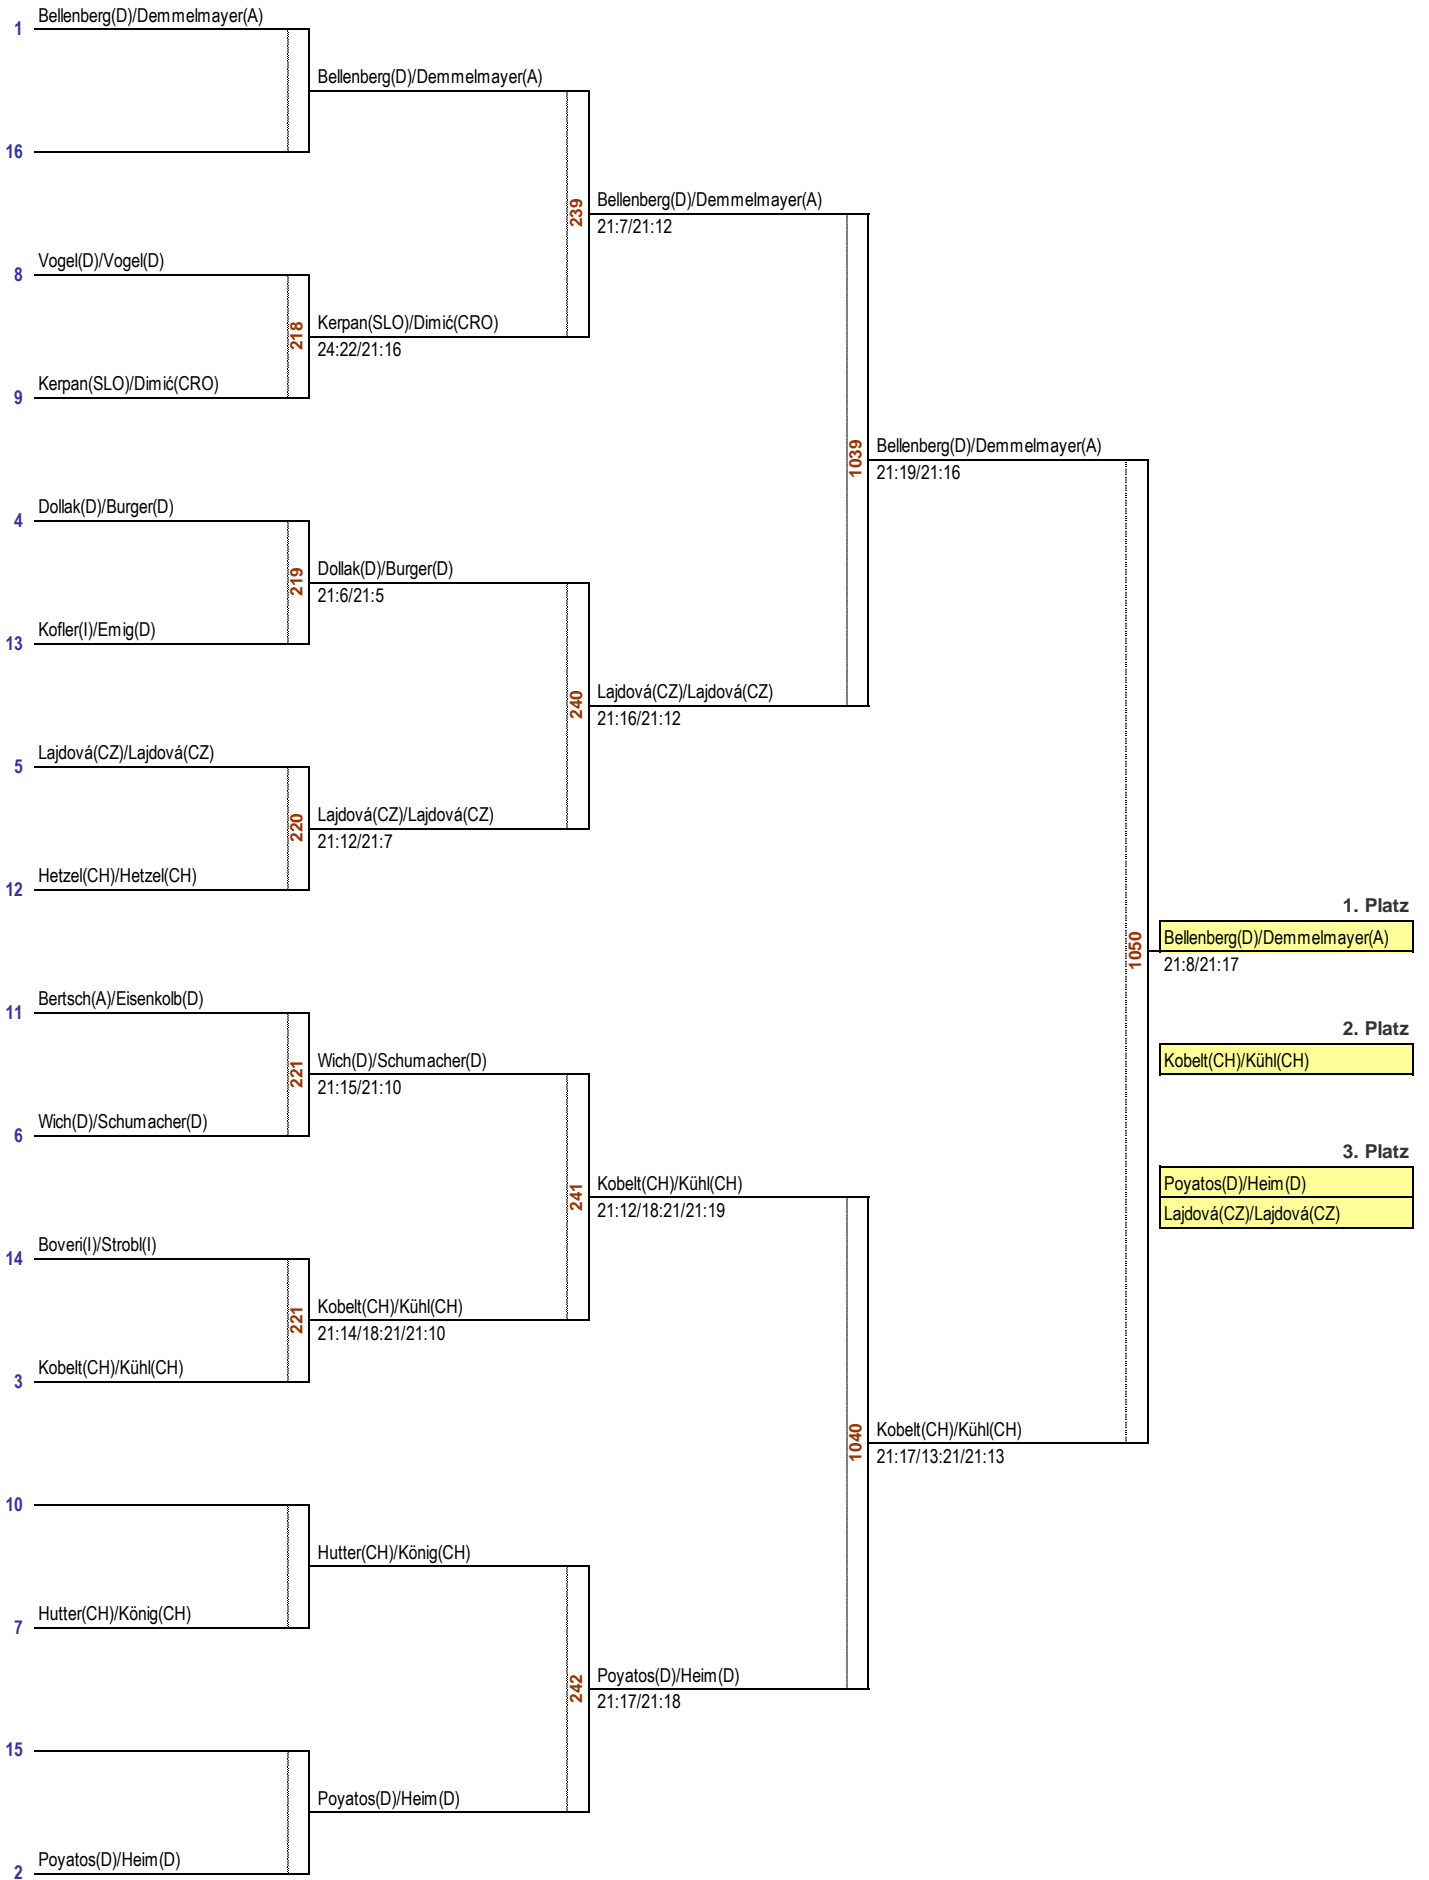 Bellenberg(D)/Demmelmayer(A)
1
Bellenberg(D)/Demmelmayer(A)
16
239
Bellenberg(D)/Demmelmayer(A)
21:7/21:12
Vogel(D)/Vogel(D)
8
218
Kerpan(SLO)/Dimić(CRO)
24:22/21:16
Kerpan(SLO)/Dimić(CRO)
9
1039
Bellenberg(D)/Demmelmayer(A)
21:19/21:16
Dollak(D)/Burger(D)
4
219
Dollak(D)/Burger(D)
21:6/21:5
Kofler(I)/Emig(D)
13
240
Lajdová(CZ)/Lajdová(CZ)
21:16/21:12
Lajdová(CZ)/Lajdová(CZ)
5
220
Lajdová(CZ)/Lajdová(CZ)
21:12/21:7
Hetzel(CH)/Hetzel(CH)
12
1. Platz
1050
Bellenberg(D)/Demmelmayer(A)
21:8/21:17
Bertsch(A)/Eisenkolb(D)
11
2. Platz
Kobelt(CH)/Kühl(CH)
221
Wich(D)/Schumacher(D)
21:15/21:10
Wich(D)/Schumacher(D)
6
3. Platz
Poyatos(D)/Heim(D)
Lajdová(CZ)/Lajdová(CZ)
241
Kobelt(CH)/Kühl(CH)
21:12/18:21/21:19
Boveri(I)/Strobl(I)
14
221
Kobelt(CH)/Kühl(CH)
21:14/18:21/21:10
Kobelt(CH)/Kühl(CH)
3
1040
Kobelt(CH)/Kühl(CH)
21:17/13:21/21:13
10
Hutter(CH)/König(CH)
Hutter(CH)/König(CH)
7
242
Poyatos(D)/Heim(D)
21:17/21:18
15
Poyatos(D)/Heim(D)
Poyatos(D)/Heim(D)
2